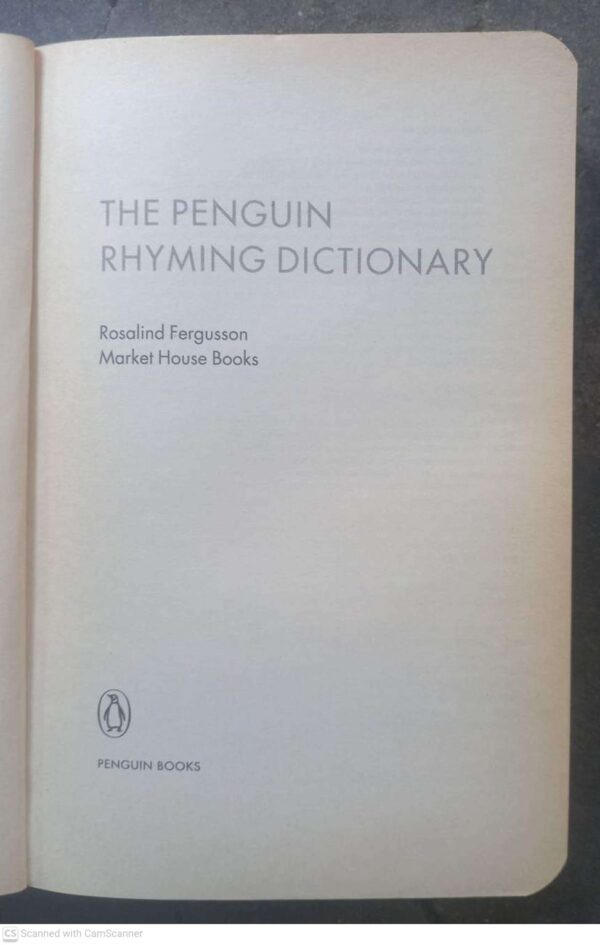 THE PENGUIN
RHYMING DICTIONARY
Rosalind Fergusson
Market House Books
PENGUIN BOOKS
CS Scanned with CamScanner